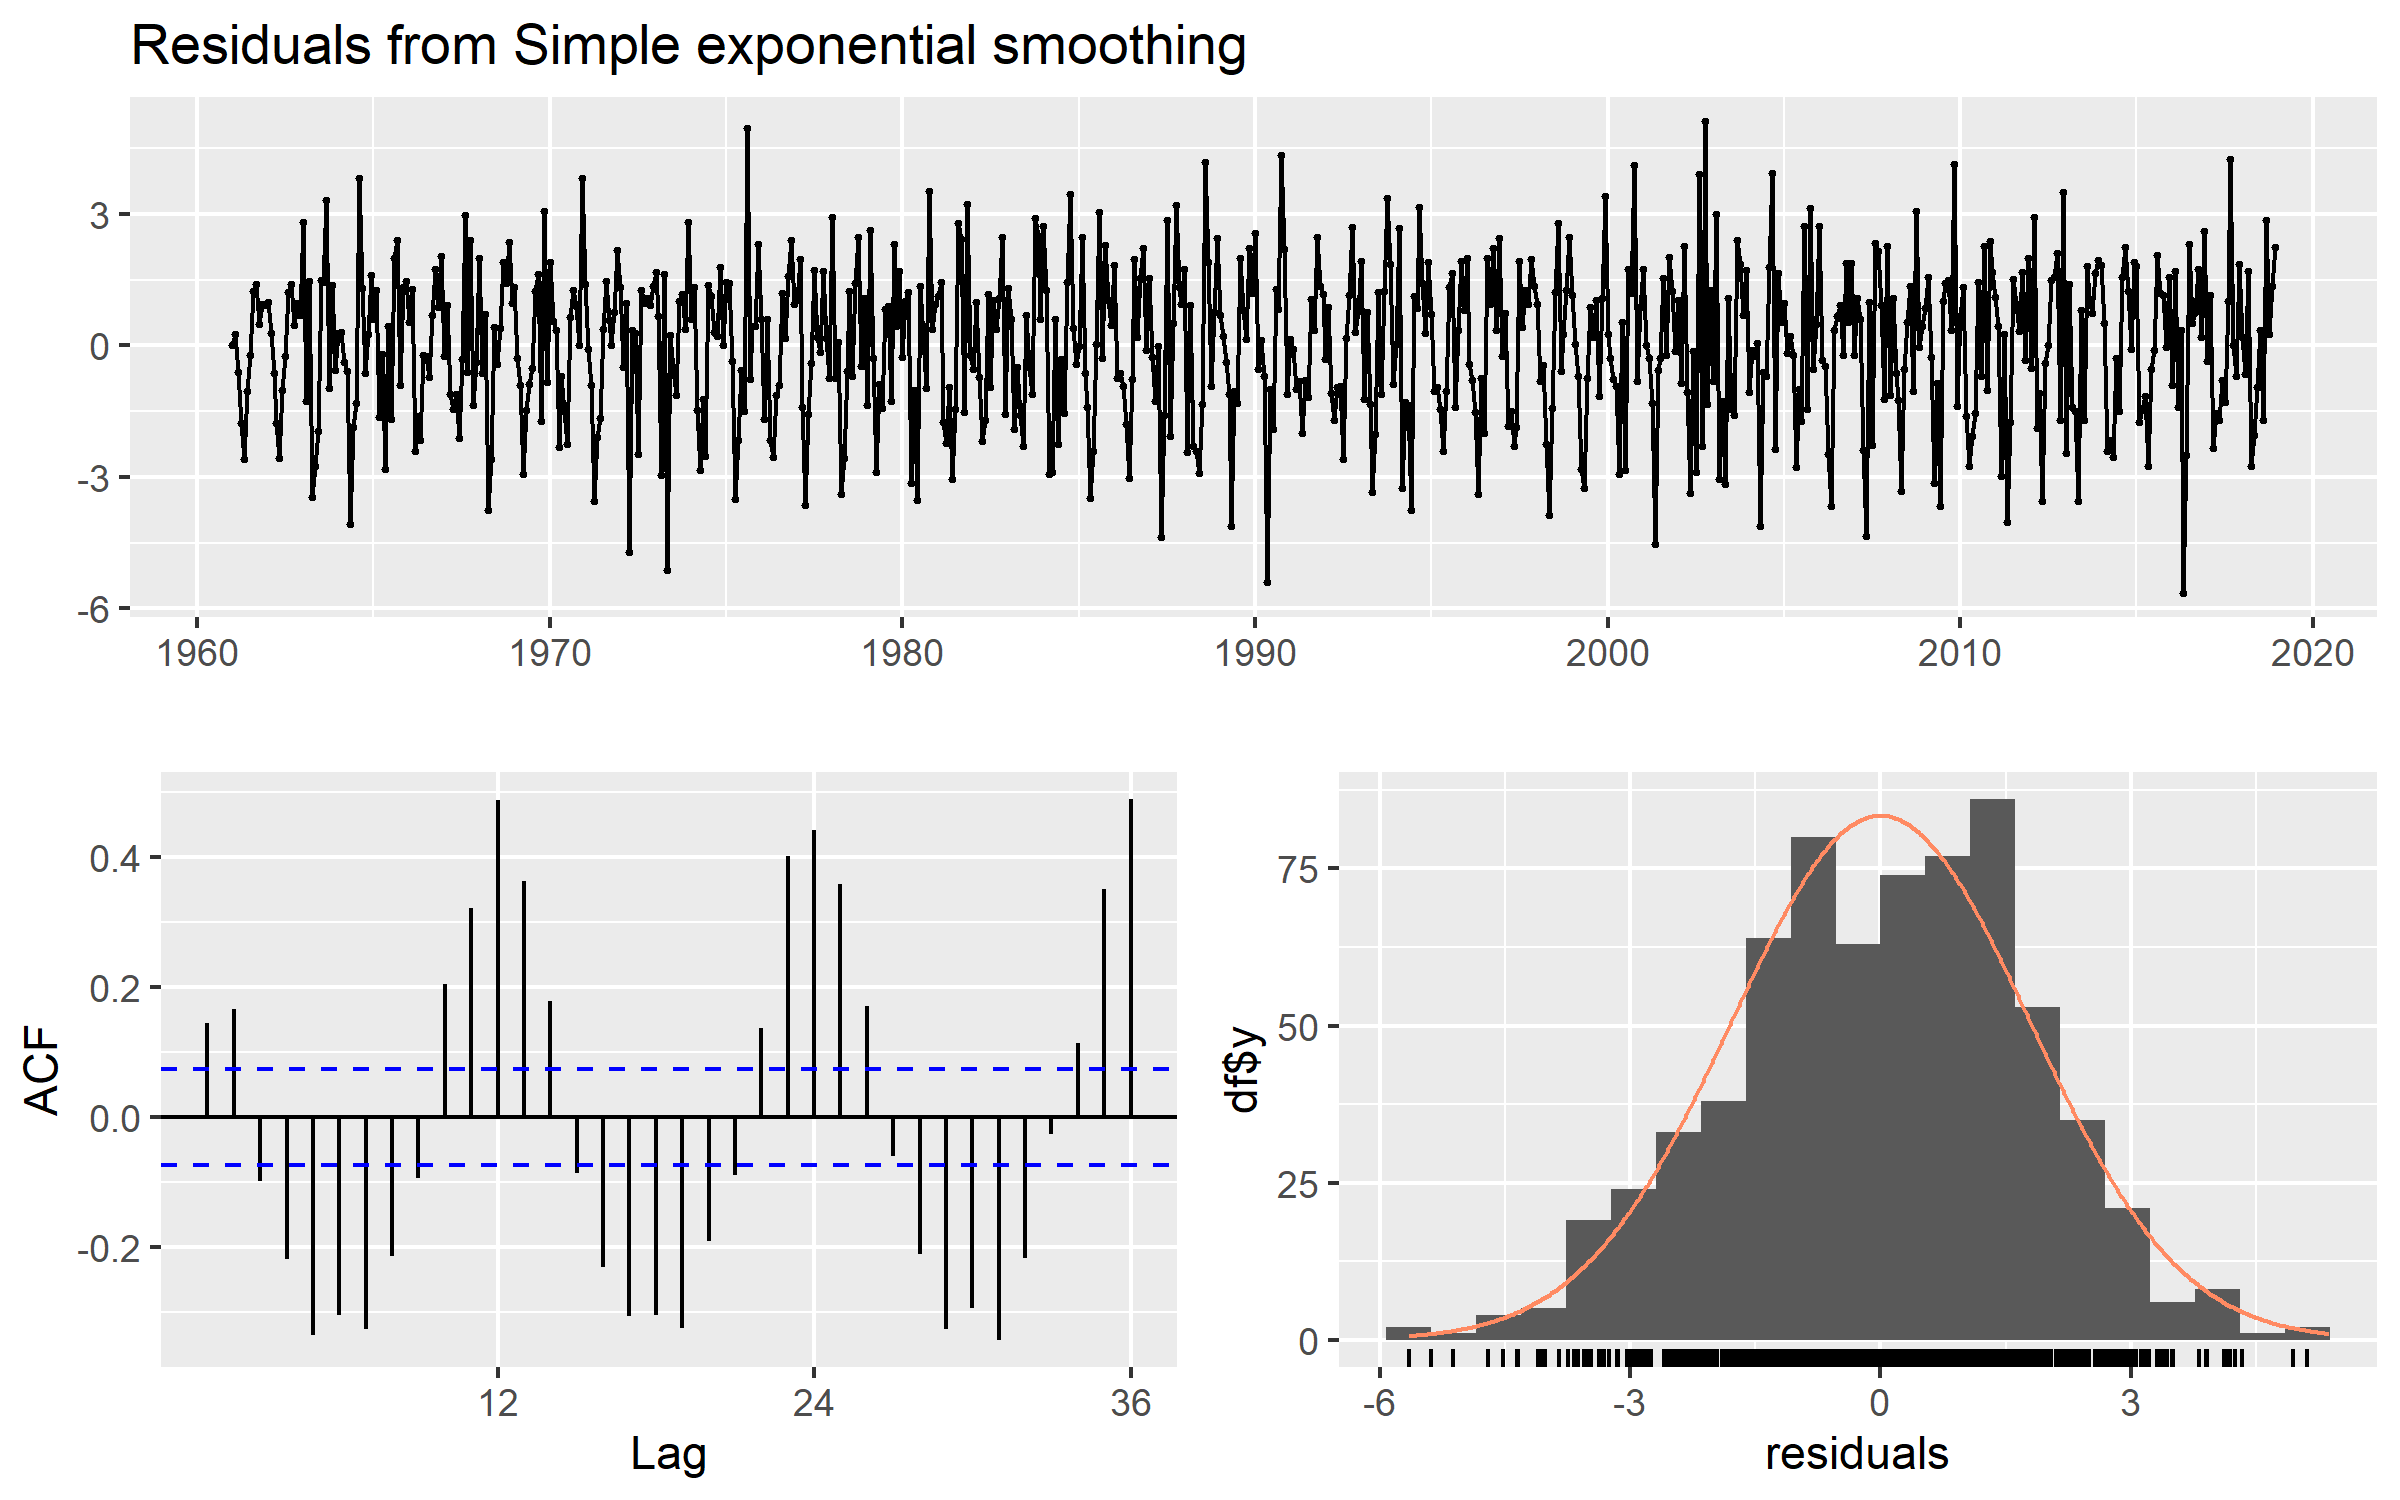 Residuals from Simple exponential smoothing
3
0
-3
-6
1960 1970 1980 1990 2000 2010 2020
ACF
0.4
0.2
0.0
-0.2
12 24 36
Lag
df$y
75
50
25
0
-6 -3 0 3
residuals